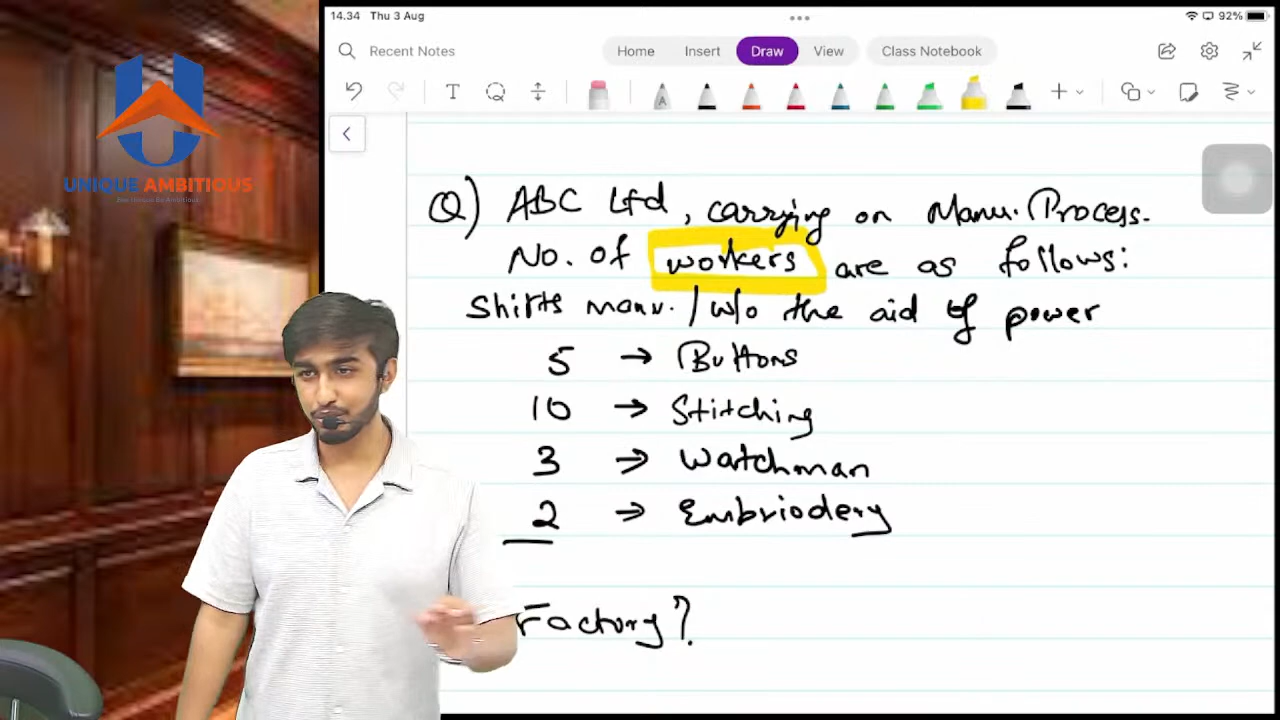 14.34 Thu 3 Aug
92%
Recent Notes
Home Insert Draw View Class Notebook
UNIQUE AMBITIOUS
Q) ABC Ltd, carrying on Manu. Process.
No. of workers are as follows:
Shirts manu. / w/o the aid of power
5 → Buttons
10 → Stitching
3 → Watchman
2 → Embriodery
Factory?